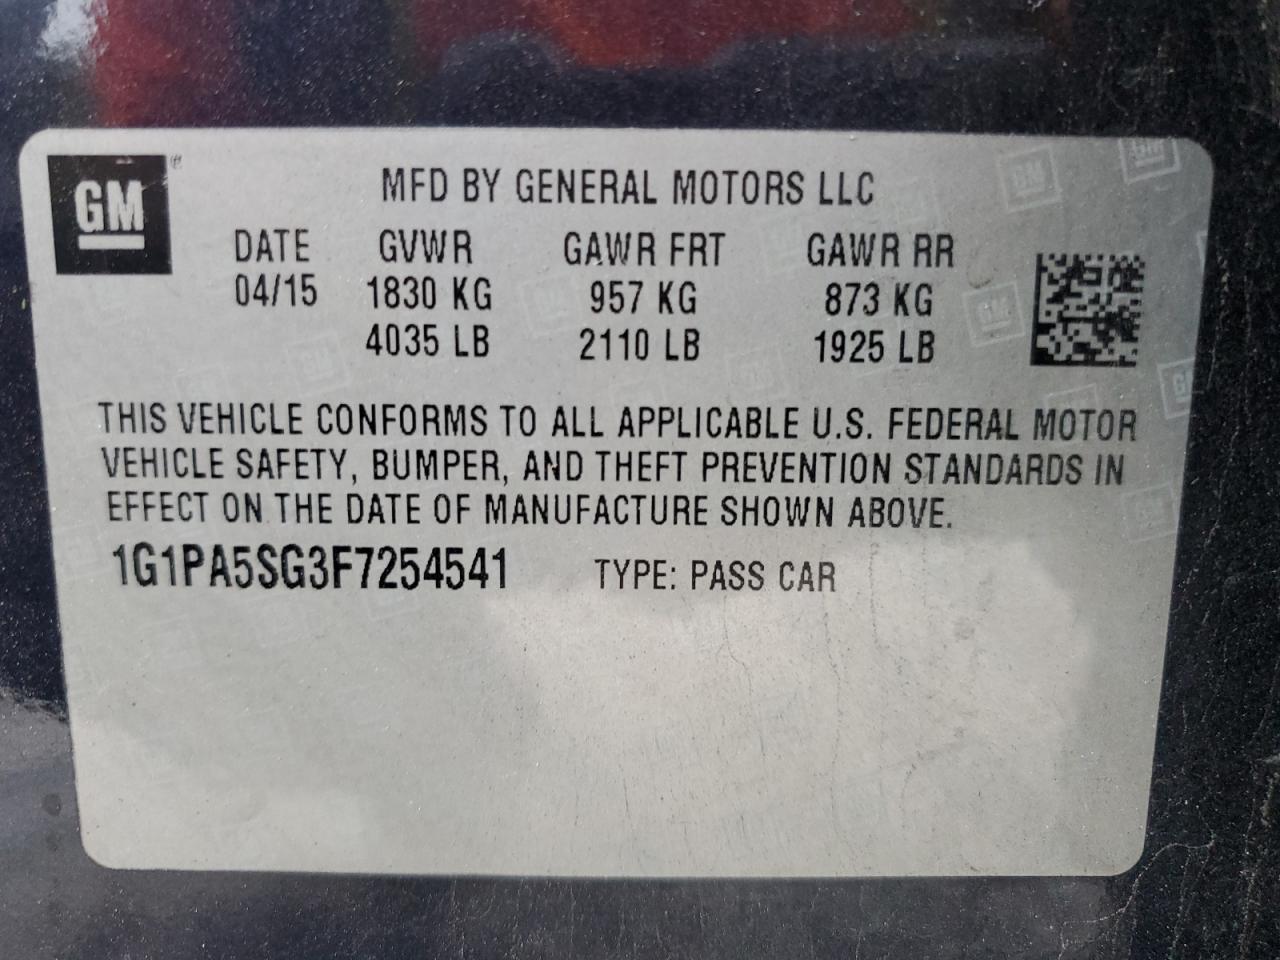 GM ®
MFD BY GENERAL MOTORS LLC
DATE GVWR GAWR FRT GAWR RR
04/15 1830 KG 957 KG 873 KG
4035 LB 2110 LB 1925 LB
THIS VEHICLE CONFORMS TO ALL APPLICABLE U.S. FEDERAL MOTOR
VEHICLE SAFETY, BUMPER, AND THEFT PREVENTION STANDARDS IN
EFFECT ON THE DATE OF MANUFACTURE SHOWN ABOVE.
1G1PA5SG3F7254541 TYPE: PASS CAR